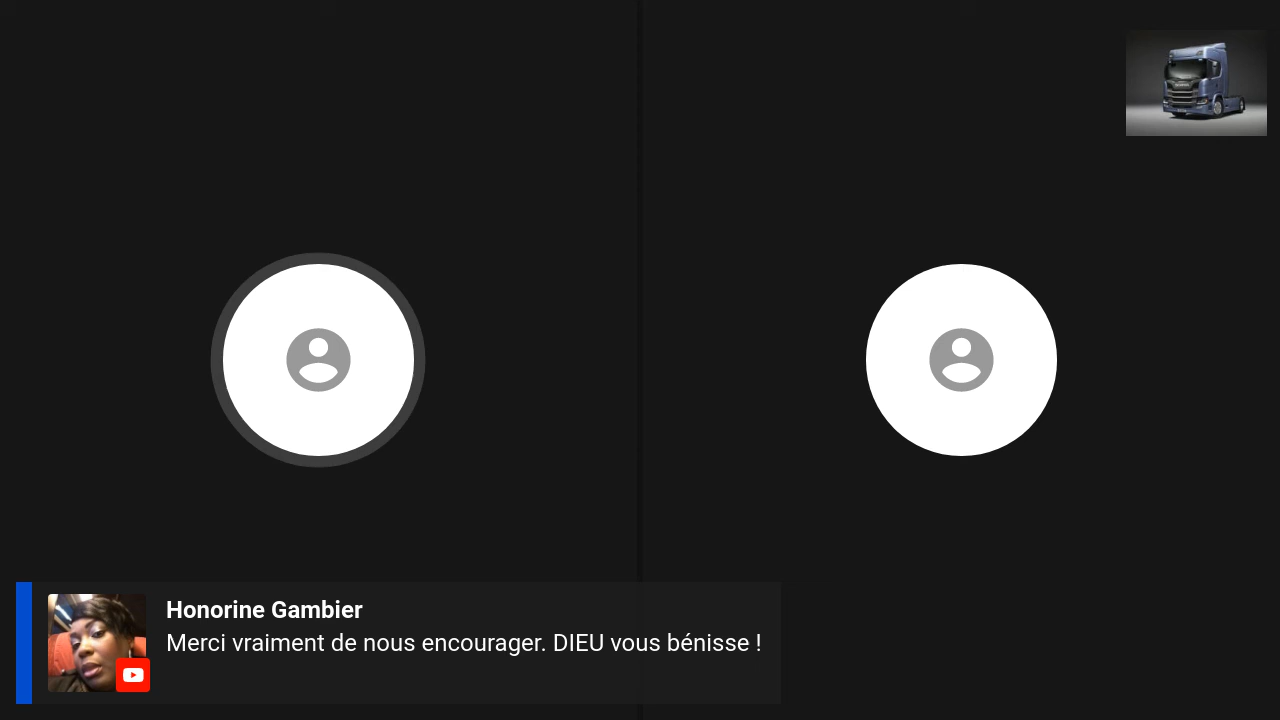 Honorine Gambier
Merci vraiment de nous encourager. DIEU vous bénisse !